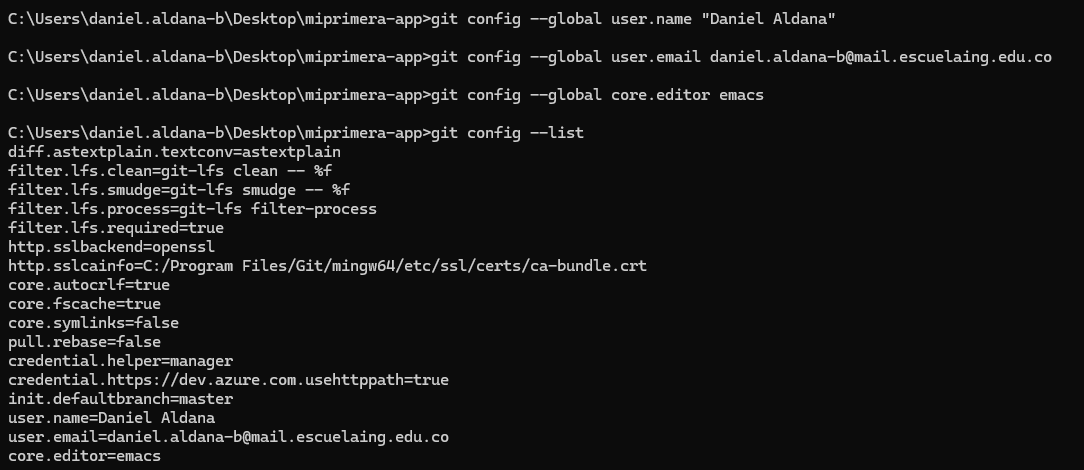 C:\Users\daniel.aldana-b\Desktop\miprimera-app>git config --global user.name "Daniel Aldana"
C:\Users\daniel.aldana-b\Desktop\miprimera-app>git config --global user.email daniel.aldana-b@mail.escuelaing.edu.co
C:\Users\daniel.aldana-b\Desktop\miprimera-app>git config --global core.editor emacs
C:\Users\daniel.aldana-b\Desktop\miprimera-app>git config --list
diff.astextplain.textconv=astextplain
filter.lfs.clean=git-lfs clean -- %f
filter.lfs.smudge=git-lfs smudge -- %f
filter.lfs.process=git-lfs filter-process
filter.lfs.required=true
http.sslbackend=openssl
http.sslcainfo=C:/Program Files/Git/mingw64/etc/ssl/certs/ca-bundle.crt
core.autocrlf=true
core.fscache=true
core.symlinks=false
pull.rebase=false
credential.helper=manager
credential.https://dev.azure.com.usehttppath=true
init.defaultbranch=master
user.name=Daniel Aldana
user.email=daniel.aldana-b@mail.escuelaing.edu.co
core.editor=emacs